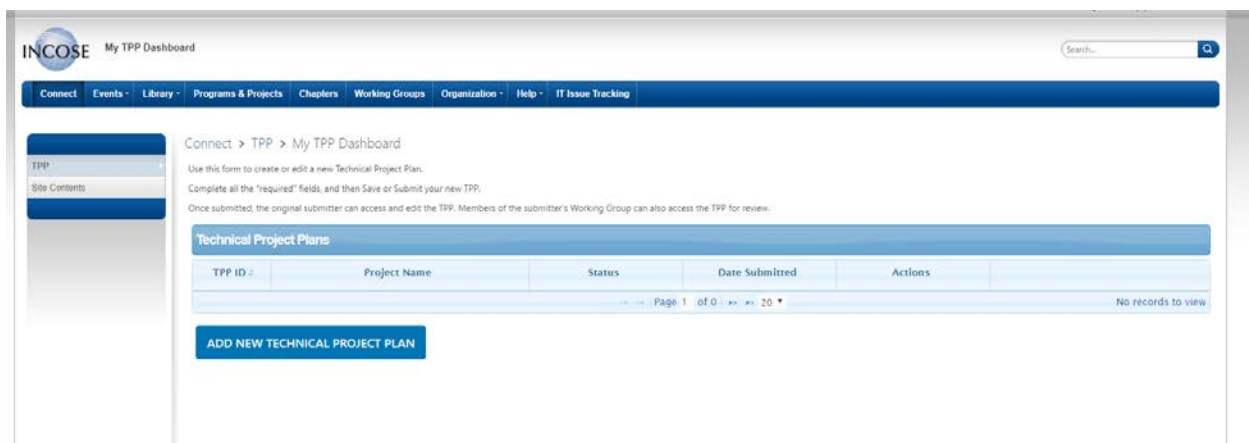 INCOSE My TPP Dashboard
Search...
Connect Events Library Programs & Projects Chapters Working Groups Organization Help IT Issue Tracking
TPP
Site Contents
Connect > TPP > My TPP Dashboard
Use this form to create or edit a new Technical Project Plan.
Complete all the "required" fields, and then Save or Submit your new TPP.
Once submitted, the original submitter can access and edit the TPP. Members of the submitter's Working Group can also access the TPP for review.
Technical Project Plans
TPP ID Project Name Status Date Submitted Actions
Page 1 of 0 20 No records to view
ADD NEW TECHNICAL PROJECT PLAN